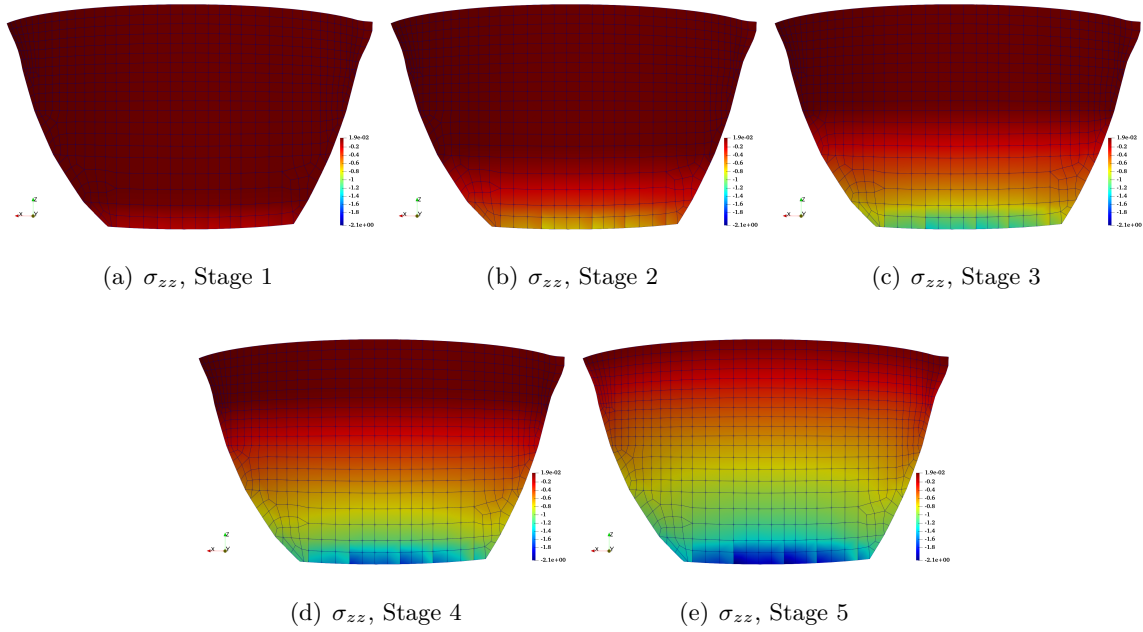 1.9e-02
-0.2
-0.4
-0.6
-0.8
-1
-1.2
-1.4
-1.6
-1.8
-2.1e+00
X Z Y
1.9e-02
-0.2
-0.4
-0.6
-0.8
-1
-1.2
-1.4
-1.6
-1.8
-2.1e+00
X Z Y
1.9e-02
-0.2
-0.4
-0.6
-0.8
-1
-1.2
-1.4
-1.6
-1.8
-2.1e+00
X Z Y
(a) σzz, Stage 1
(b) σzz, Stage 2
(c) σzz, Stage 3
1.9e-02
-0.2
-0.4
-0.6
-0.8
-1
-1.2
-1.4
-1.6
-1.8
-2.1e+00
X Z Y
1.9e-02
-0.2
-0.4
-0.6
-0.8
-1
-1.2
-1.4
-1.6
-1.8
-2.1e+00
X Z Y
(d) σzz, Stage 4
(e) σzz, Stage 5